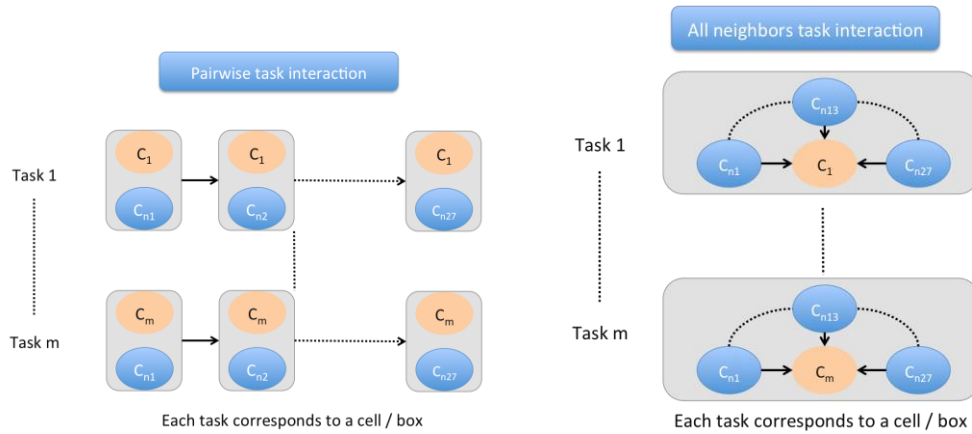 Pairwise task interaction
Task 1
C1 C1 C1
Cn1 Cn2 Cn27
Task m
Cm Cm Cm
Cn1 Cn2 Cn27
Each task corresponds to a cell / box
All neighbors task interaction
Task 1
Cn13
Cn1 C1 Cn27
Task m
Cn13
Cn1 Cm Cn27
Each task corresponds to a cell / box